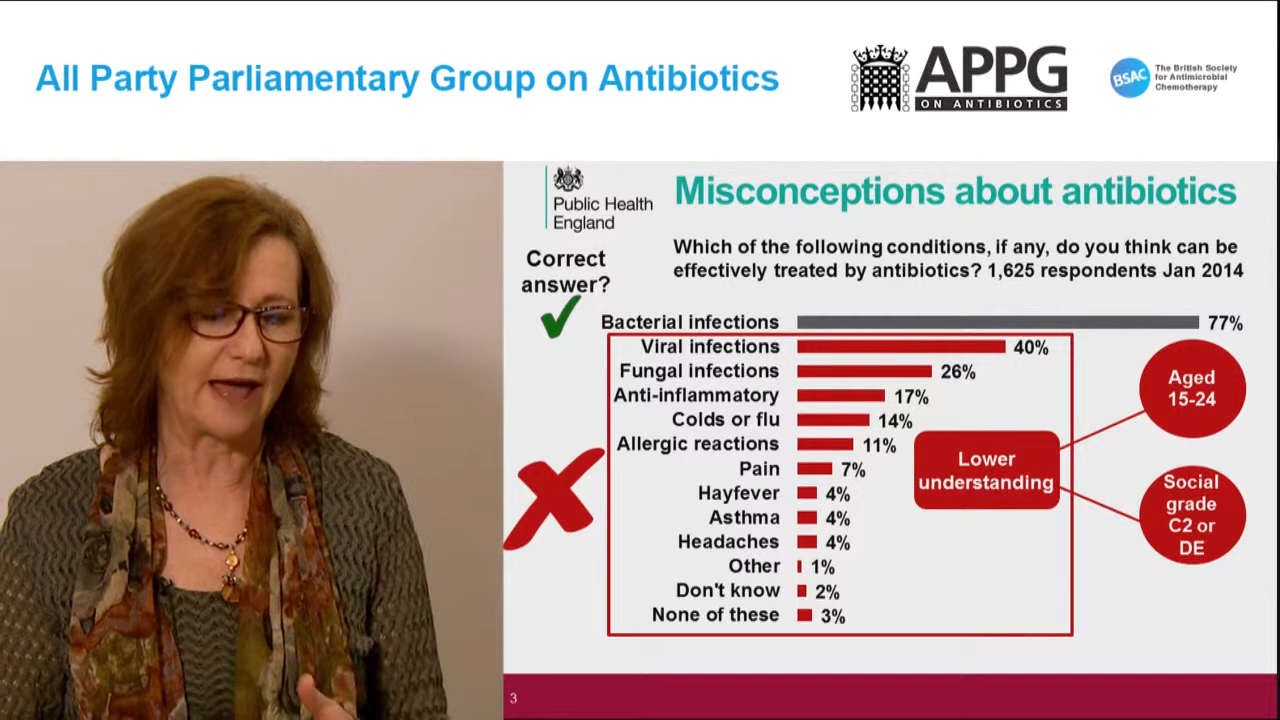 All Party Parliamentary Group on Antibiotics
APPG
ON ANTIBIOTICS
BSAC
The British Society
for Antimicrobial
Chemotherapy
Public Health
England
Misconceptions about antibiotics
Which of the following conditions, if any, do you think can be
effectively treated by antibiotics? 1,625 respondents Jan 2014
Correct
answer?
Bacterial infections 77%
Viral infections 40%
Fungal infections 26%
Anti-inflammatory 17%
Colds or flu 14%
Allergic reactions 11%
Pain 7%
Hayfever 4%
Asthma 4%
Headaches 4%
Other 1%
Don't know 2%
None of these 3%
Lower
understanding
Aged
15-24
Social
grade
C2 or
DE
3